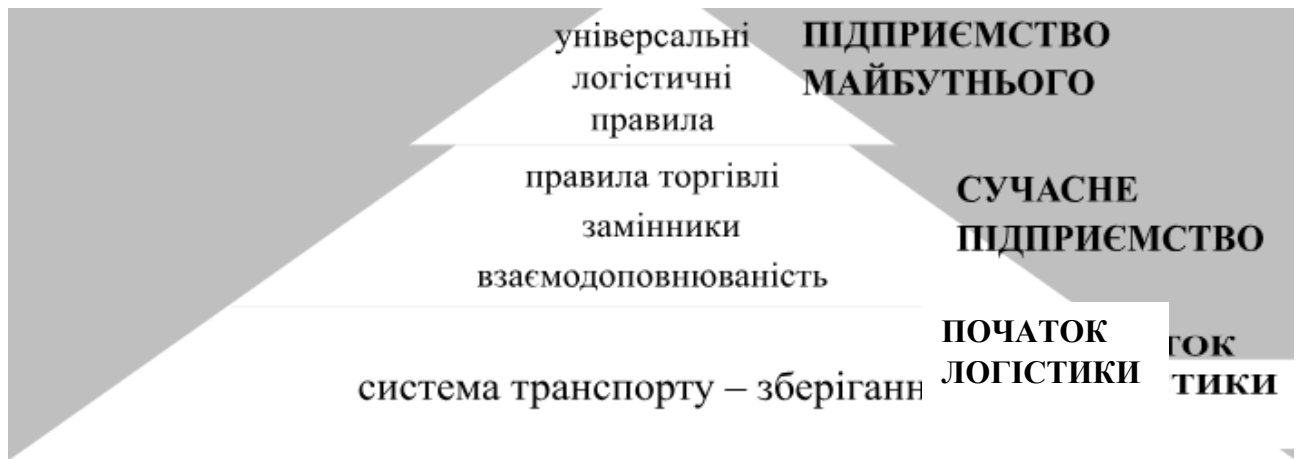 універсальні
логістичні
правила
ПІДПРИЄМСТВО
МАЙБУТНЬОГО
правила торгівлі
замінники
взаємодоповнюваність
СУЧАСНЕ
ПІДПРИЄМСТВО
система транспорту – зберіганн
ПОЧАТОК
ЛОГІСТИКИ
ТОК
ТИКИ